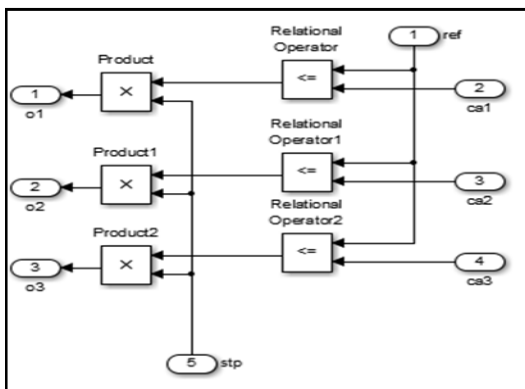 Relational
Operator
1
ref
Product
×
<=
1
o1
2
ca1
Relational
Operator1
Product1
×
<=
2
o2
3
ca2
Relational
Operator2
Product2
×
<=
3
o3
4
ca3
5
stp